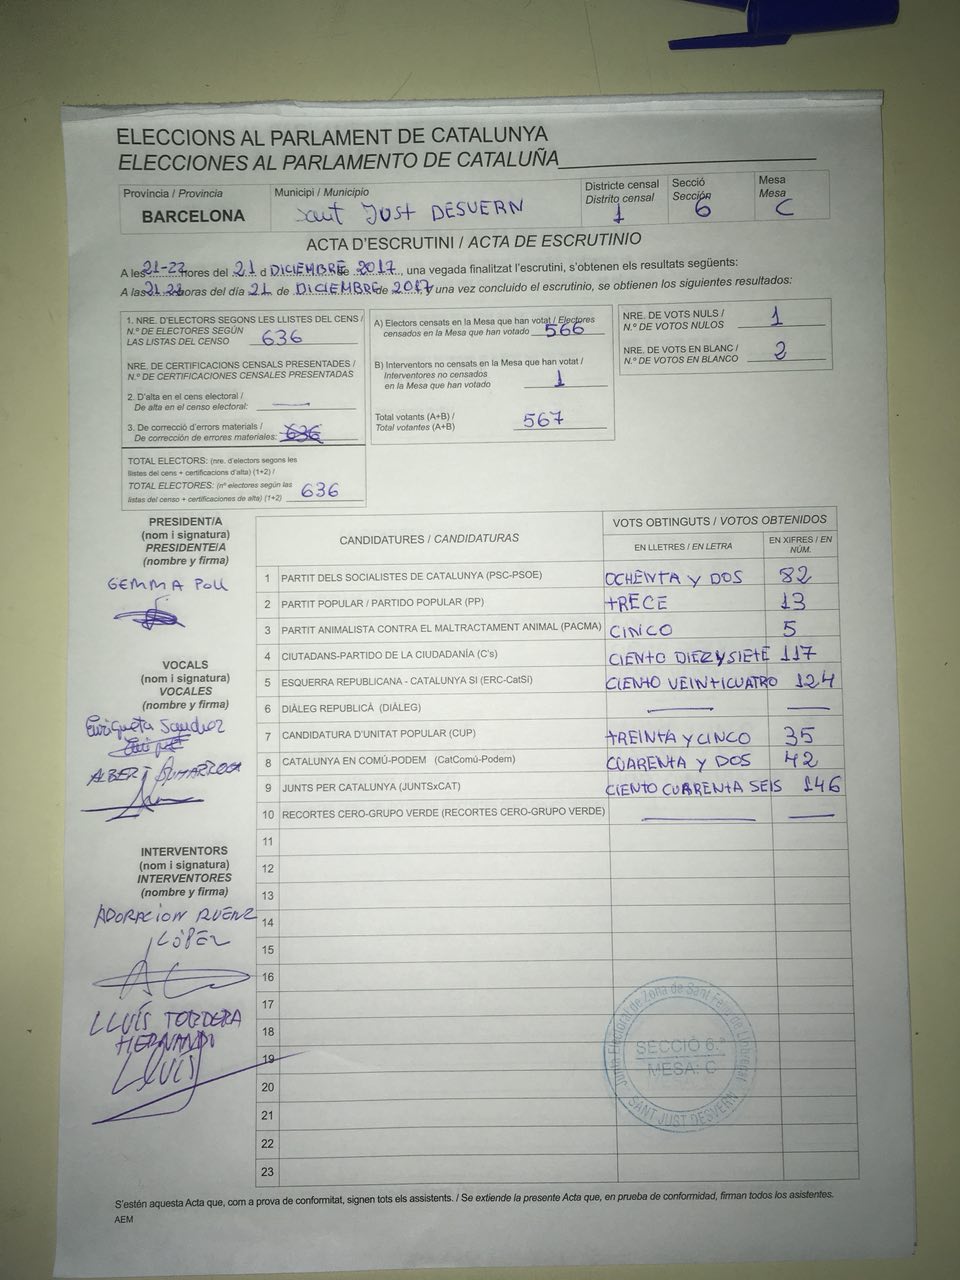 ELECCIONS AL PARLAMENT DE CATALUNYA
ELECCIONES AL PARLAMENTO DE CATALUÑA
Provincia / Provincia
BARCELONA
Municipi / Municipio
Sant JUST DESVERN
Districte censal
Distrito censal
1
Secció
Sección
6
Mesa
Mesa
C
ACTA D'ESCRUTINI / ACTA DE ESCRUTINIO
A les 21-22 hores del 21 d DICIEMBRE de 2017, una vegada finalitzat l'escrutini, s'obtenen els resultats següents:
A las 21 22 horas del día 21 de DICIEMBRE de 2017 y una vez concluido el escrutinio, se obtienen los siguientes resultados:
1. NRE. D'ELECTORS SEGONS LES LLISTES DEL CENS /
N.º DE ELECTORES SEGÚN
LAS LISTAS DEL CENSO 636
NRE. DE CERTIFICACIONS CENSALS PRESENTADES /
N.º DE CERTIFICACIONES CENSALES PRESENTADAS
2. D'alta en el cens electoral /
De alta en el censo electoral:
3. De correcció d'errors materials /
De corrección de errores materiales: 636
TOTAL ELECTORS: (nre. d'electors segons les
llistes del cens + certificacions d'alta) (1+2) /
TOTAL ELECTORES: (nº electores según las
listas del censo + certificaciones de alta) (1+2) 636
A) Electors censats en la Mesa que han votat / Electores
censados en la Mesa que han votado 566
B) Interventors no censats en la Mesa que han votat /
Interventores no censados
en la Mesa que han votado 1
Total votants (A+B) /
Total votantes (A+B) 567
NRE. DE VOTS NULS /
N.º DE VOTOS NULOS 1
NRE. DE VOTS EN BLANC /
N.º DE VOTOS EN BLANCO 2
PRESIDENT/A
(nom i signatura)
PRESIDENTE/A
(nombre y firma)
GEMMA POU
VOCALS
(nom i signatura)
VOCALES
(nombre y firma)
Enriqueta Sanchez
ALBERT
INTERVENTORS
(nom i signatura)
INTERVENTORES
(nombre y firma)
ADORACION
LÓPEZ
LLUÍS TORDERA
HERNANDO
LLUÍS
CANDIDATURES / CANDIDATURAS
VOTS OBTINGUTS / VOTOS OBTENIDOS
EN LLETRES / EN LETRA
EN XIFRES / EN NÚM.
1 PARTIT DELS SOCIALISTES DE CATALUNYA (PSC-PSOE) OCHENTA Y DOS 82
2 PARTIT POPULAR / PARTIDO POPULAR (PP) TRECE 13
3 PARTIT ANIMALISTA CONTRA EL MALTRACTAMENT ANIMAL (PACMA) CINCO 5
4 CIUTADANS-PARTIDO DE LA CIUDADANÍA (C's) CIENTO DIEZYSIETE 117
5 ESQUERRA REPUBLICANA - CATALUNYA SI (ERC-CatSí) CIENTO VEINTICUATRO 124
6 DIÀLEG REPUBLICÀ (DIÀLEG)
7 CANDIDATURA D'UNITAT POPULAR (CUP) TREINTA Y CINCO 35
8 CATALUNYA EN COMÚ-PODEM (CatComú-Podem) CUARENTA Y DOS 42
9 JUNTS PER CATALUNYA (JUNTSxCAT) CIENTO CUARENTA SEIS 146
10 RECORTES CERO-GRUPO VERDE (RECORTES CERO-GRUPO VERDE)
11
12
13
14
15
16
17
18
19
20
21
22
23
Junta Electoral de Zona de Sant Feliu de Llobregat
SECCIÓ 6.ª
MESA: C
SANT JUST DESVERN
S'estén aquesta Acta que, com a prova de conformitat, signen tots els assistents. / Se extiende la presente Acta que, en prueba de conformidad, firman todos los asistentes.
AEM